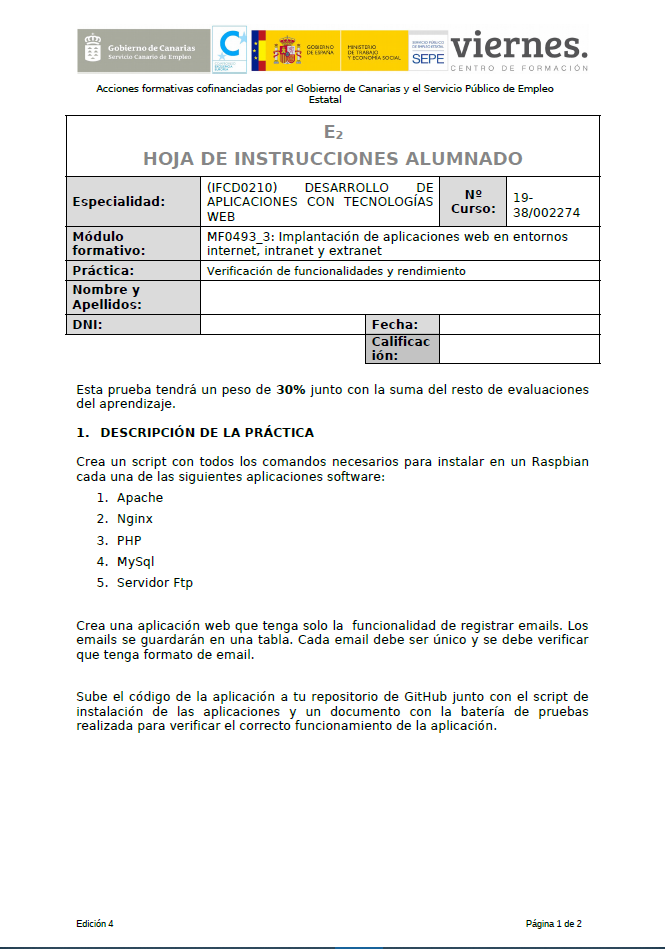 Gobierno de Canarias
Servicio Canario de Empleo
GOBIERNO
DE ESPAÑA
MINISTERIO
DE TRABAJO
Y ECONOMÍA SOCIAL
SERVICIO PÚBLICO
DE EMPLEO ESTATAL
SEPE
viernes.
CENTRO DE FORMACIÓN
Acciones formativas cofinanciadas por el Gobierno de Canarias y el Servicio Público de Empleo
Estatal
E2
HOJA DE INSTRUCCIONES ALUMNADO
Especialidad:
(IFCD0210) DESARROLLO DE
APLICACIONES CON TECNOLOGÍAS
WEB
Nº
Curso:
19-
38/002274
Módulo
formativo:
MF0493_3: Implantación de aplicaciones web en entornos
internet, intranet y extranet
Práctica:
Verificación de funcionalidades y rendimiento
Nombre y
Apellidos:
DNI:
Fecha:
Calificac
ión:
Esta prueba tendrá un peso de 30% junto con la suma del resto de evaluaciones
del aprendizaje.
1. DESCRIPCIÓN DE LA PRÁCTICA
Crea un script con todos los comandos necesarios para instalar en un Raspbian
cada una de las siguientes aplicaciones software:
1. Apache
2. Nginx
3. PHP
4. MySql
5. Servidor Ftp
Crea una aplicación web que tenga solo la funcionalidad de registrar emails. Los
emails se guardarán en una tabla. Cada email debe ser único y se debe verificar
que tenga formato de email.
Sube el código de la aplicación a tu repositorio de GitHub junto con el script de
instalación de las aplicaciones y un documento con la batería de pruebas
realizada para verificar el correcto funcionamiento de la aplicación.
Edición 4
Página 1 de 2